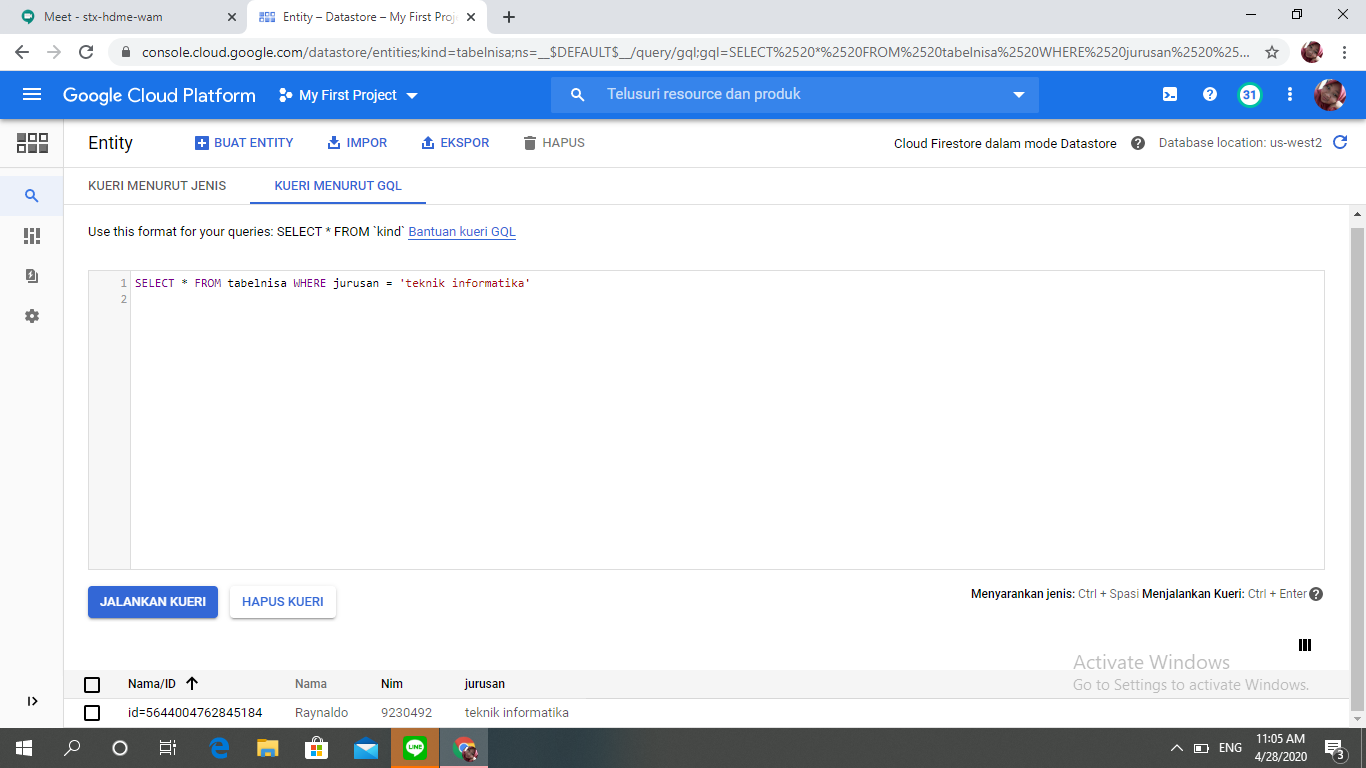 Meet - stx-hdme-wam
Entity – Datastore – My First Proj
console.cloud.google.com/datastore/entities;kind=tabelnisa;ns=__$DEFAULT$__/query/gql;gql=SELECT%2520*%2520FROM%2520tabelnisa%2520WHERE%2520jurusan%2520%25...
Google Cloud Platform
My First Project
Telusuri resource dan produk
31
Entity
BUAT ENTITY
IMPOR
EKSPOR
HAPUS
Cloud Firestore dalam mode Datastore
Database location: us-west2
KUERI MENURUT JENIS
KUERI MENURUT GQL
Use this format for your queries: SELECT * FROM `kind` Bantuan kueri GQL
1 SELECT * FROM tabelnisa WHERE jurusan = 'teknik informatika'
2
JALANKAN KUERI
HAPUS KUERI
Menyarankan jenis: Ctrl + Spasi Menjalankan Kueri: Ctrl + Enter
Activate Windows
Go to Settings to activate Windows.
Nama/ID Nama Nim jurusan
id=5644004762845184 Raynaldo 9230492 teknik informatika
LINE
ENG
11:05 AM
4/28/2020
3